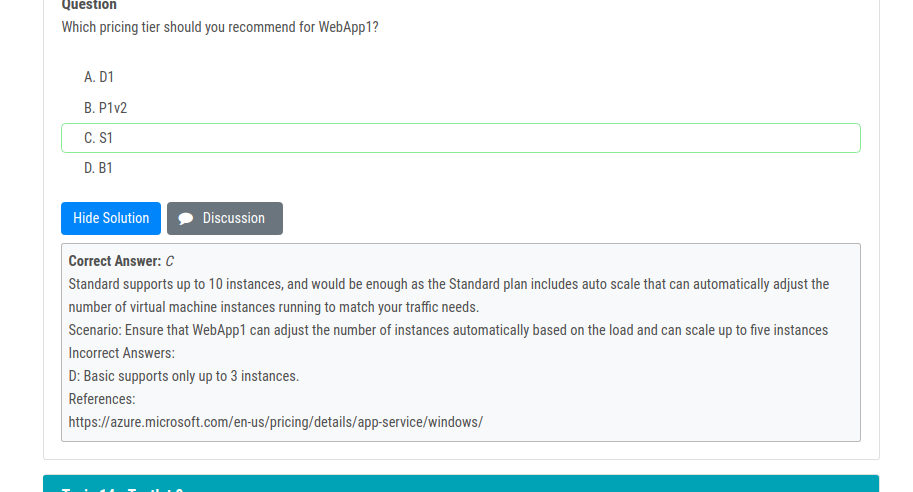 Question
Which pricing tier should you recommend for WebApp1?
A. D1
B. P1v2
C. S1
D. B1
Hide Solution
Discussion
Correct Answer: C
Standard supports up to 10 instances, and would be enough as the Standard plan includes auto scale that can automatically adjust the
number of virtual machine instances running to match your traffic needs.
Scenario: Ensure that WebApp1 can adjust the number of instances automatically based on the load and can scale up to five instances
Incorrect Answers:
D: Basic supports only up to 3 instances.
References:
https://azure.microsoft.com/en-us/pricing/details/app-service/windows/